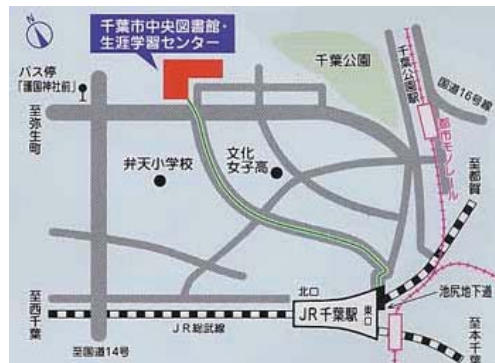 N
千葉市中央図書館・
生涯学習センター
バス停
「護国神社前」
至弥生町
千葉公園
千葉公園駅
国道16号線
都市モノレール
至都賀
弁天小学校
文化
女子高
北口
JR千葉駅
東口
池尻地下道
至西千葉
JR総武線
至国道14号
至本千葉